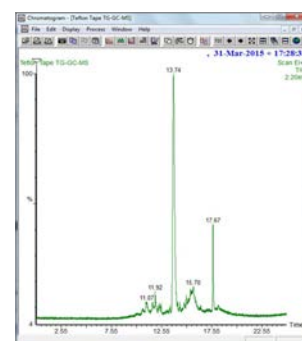 Chromatogram - [Teflon Tape TG-GC-MS]
File Edit Display Process Window Help
, 31-Mar-2015 + 17:28:3
Teflon Tape TG-GC-MS
Scan E
100
13.74
%
17.67
11.92
15.70
11.07
4
Time
2.55
7.55
12.55
17.55
22.55